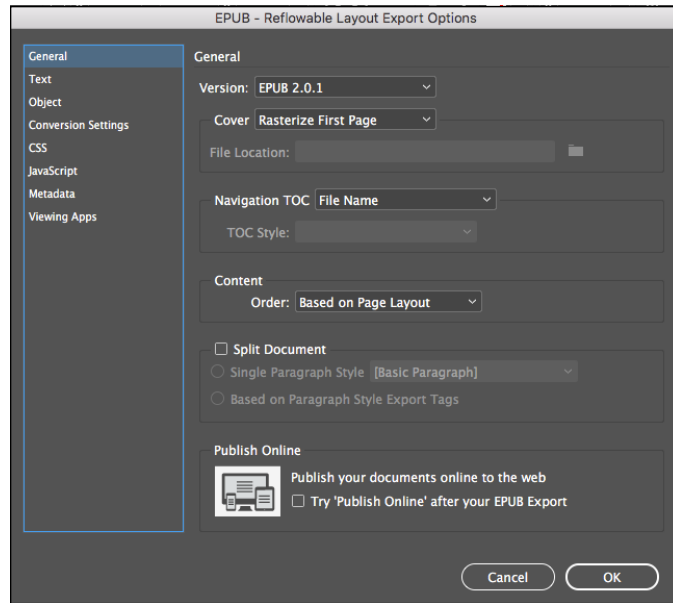 EPUB - Reflowable Layout Export Options
General
Text
Object
Conversion Settings
CSS
JavaScript
Metadata
Viewing Apps
General
Version: EPUB 2.0.1
Cover Rasterize First Page
File Location:
Navigation TOC File Name
TOC Style:
Content
Order: Based on Page Layout
Split Document
Single Paragraph Style [Basic Paragraph]
Based on Paragraph Style Export Tags
Publish Online
Publish your documents online to the web
Try 'Publish Online' after your EPUB Export
Cancel OK